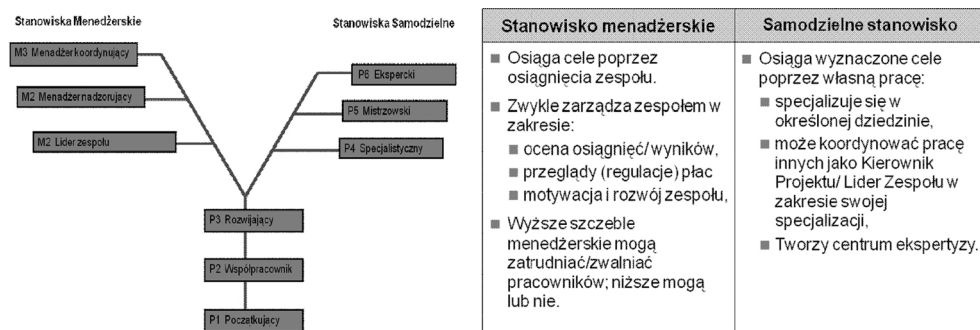 Stanowiska Menedżerskie
Stanowiska Samodzielne
M3 Menadżer koordynujący
M2 Menadżer nadzorujący
M2 Lider zespołu
P6 Ekspercki
P5 Mistrzowski
P4 Specjalistyczny
P3 Rozwijający
P2 Współpracownik
P1 Początkujący
Stanowisko menadżerskie
Osiąga cele poprzez
osiągnięcia zespołu.
Zwykle zarządza zespołem w
zakresie:
ocena osiągnięć/ wyników,
przeglądy (regulacje) płac
motywacja i rozwój zespołu,
Wyższe szczeble
menedżerskie mogą
zatrudniać/zwalniać
pracowników; niższe mogą
lub nie.
Samodzielne stanowisko
Osiąga wyznaczone cele
poprzez własną pracę:
specjalizuje się w
określonej dziedzinie,
może koordynować pracę
innych jako Kierownik
Projektu/ Lider Zespołu w
zakresie swojej
specjalizacji,
Tworzy centrum ekspertyzy.